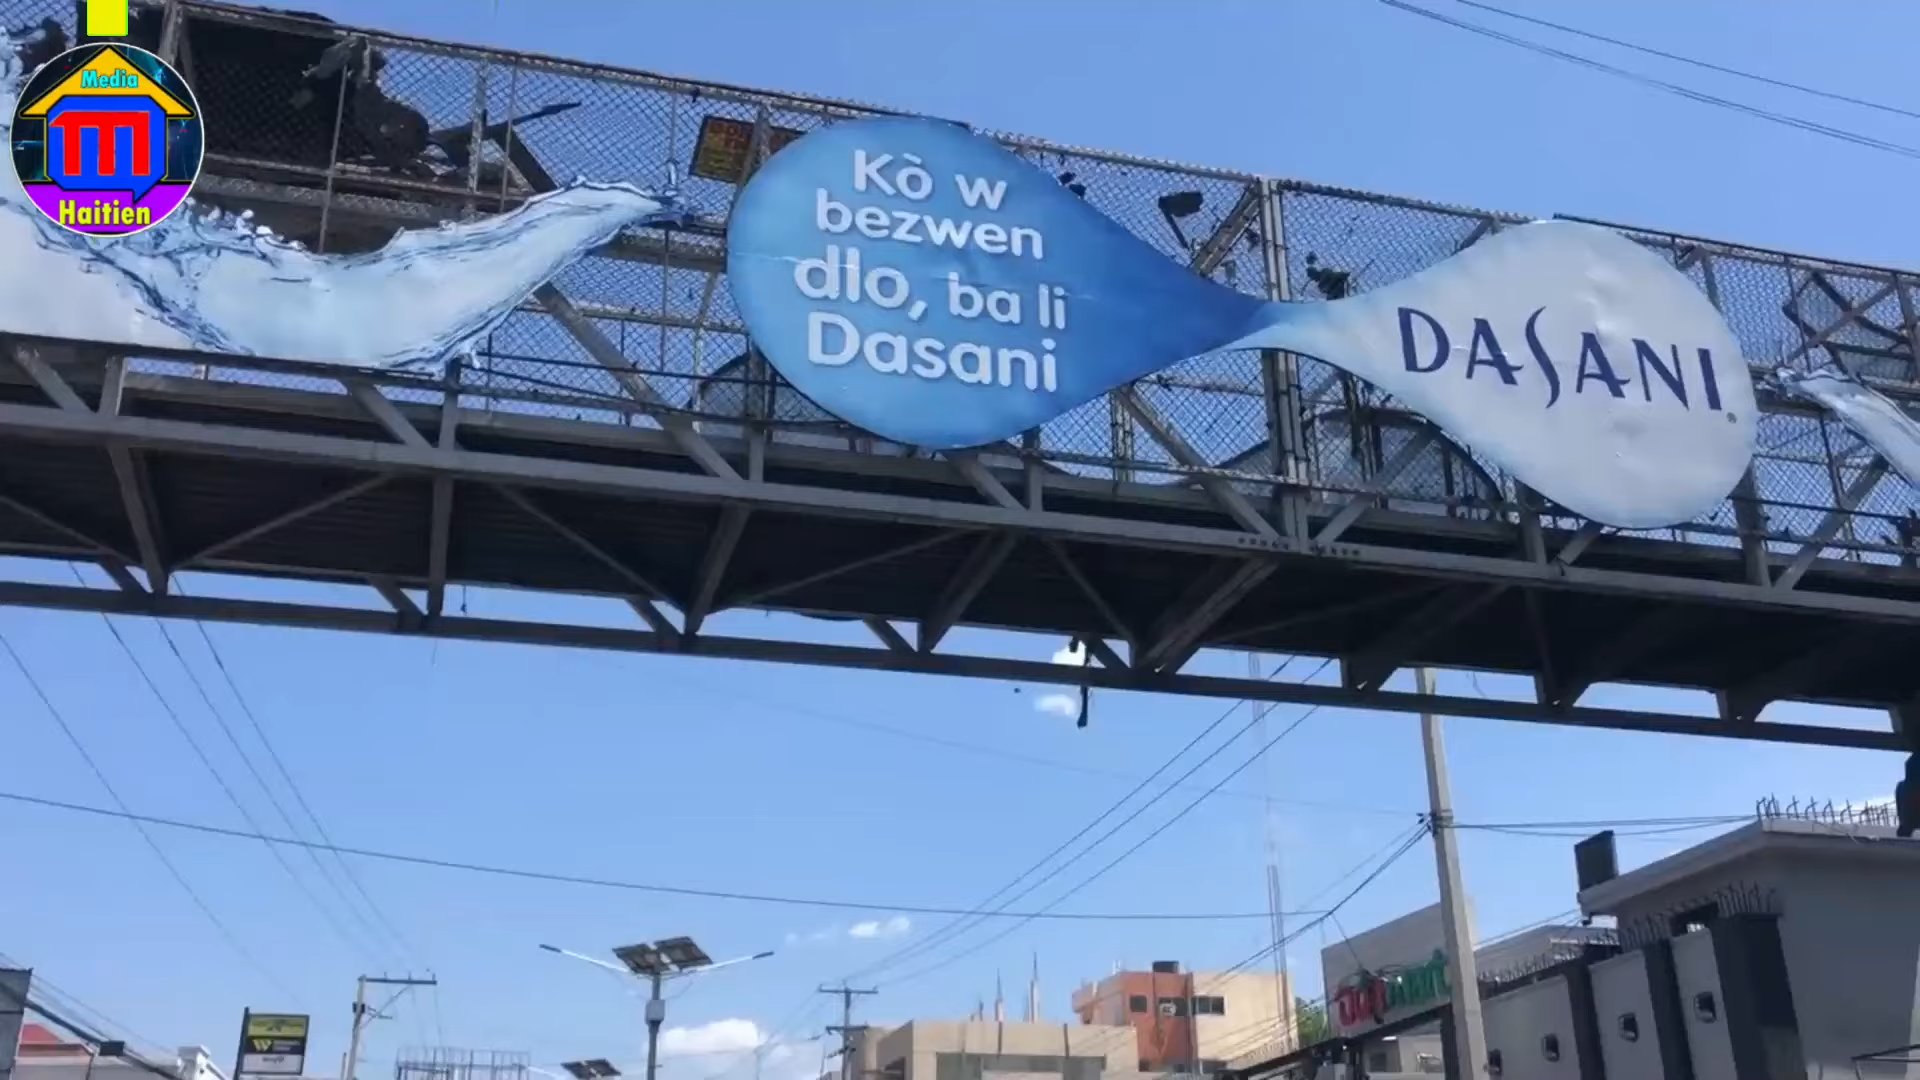 Media
Haitien
Kò w
bezwen
dlo, ba li
Dasani
DASANI
®